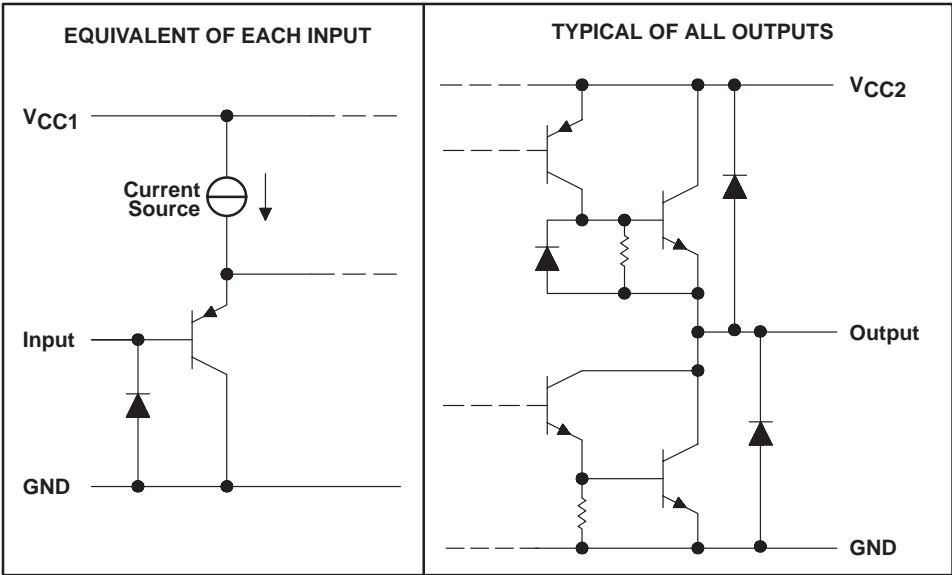 EQUIVALENT OF EACH INPUT
VCC1
Current
Source
Input
GND
TYPICAL OF ALL OUTPUTS
VCC2
Output
GND